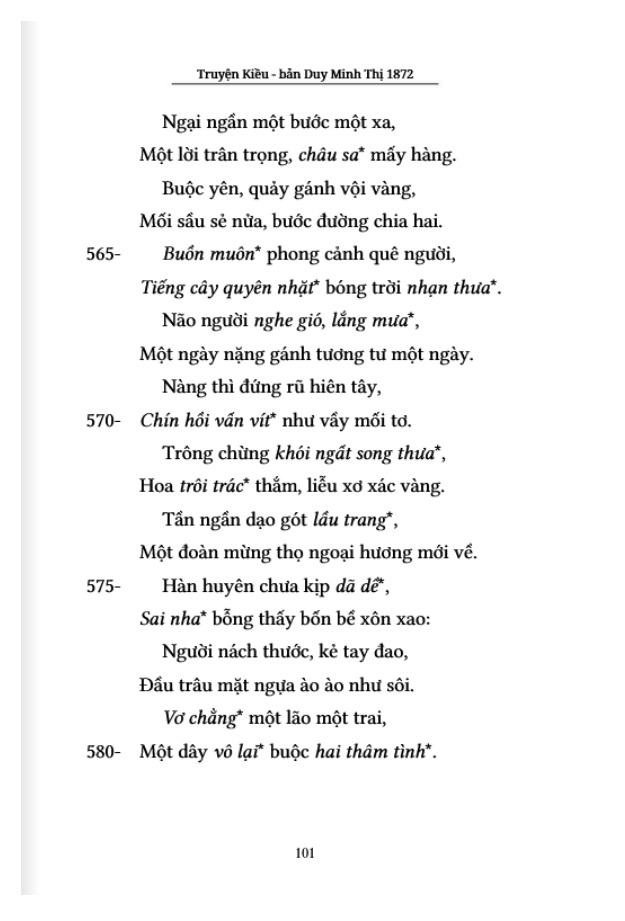 Truyện Kiều - bản Duy Minh Thị 1872
Ngại ngần một bước một xa,
Một lời trân trọng, châu sa* mấy hàng.
Buộc yên, quảy gánh vội vàng,
Mối sầu sẻ nửa, bước đường chia hai.
565- Buồn muôn* phong cảnh quê người,
Tiếng cây quyên nhặt* bóng trời nhạn thưa*.
Não người nghe gió, lắng mưa*,
Một ngày nặng gánh tương tư một ngày.
Nàng thì đứng rũ hiên tây,
570- Chín hồi vấn vít* như vầy mối tơ.
Trông chừng khói ngất song thưa*,
Hoa trôi trác* thắm, liễu xơ xác vàng.
Tần ngần dạo gót lầu trang*,
Một đoàn mừng thọ ngoại hương mới về.
575- Hàn huyên chưa kịp dã dề*,
Sai nha* bỗng thấy bốn bề xôn xao:
Người nách thước, kẻ tay đao,
Đầu trâu mặt ngựa ào ào như sôi.
Vơ chằng* một lão một trai,
580- Một dây vô lại* buộc hai thâm tình*.
101